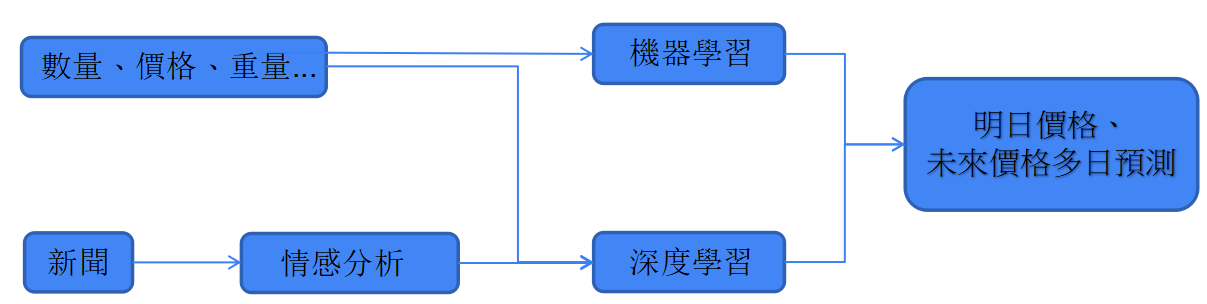 數量、價格、重量...
機器學習
明日價格、
未來價格多日預測
新聞
情感分析
深度學習